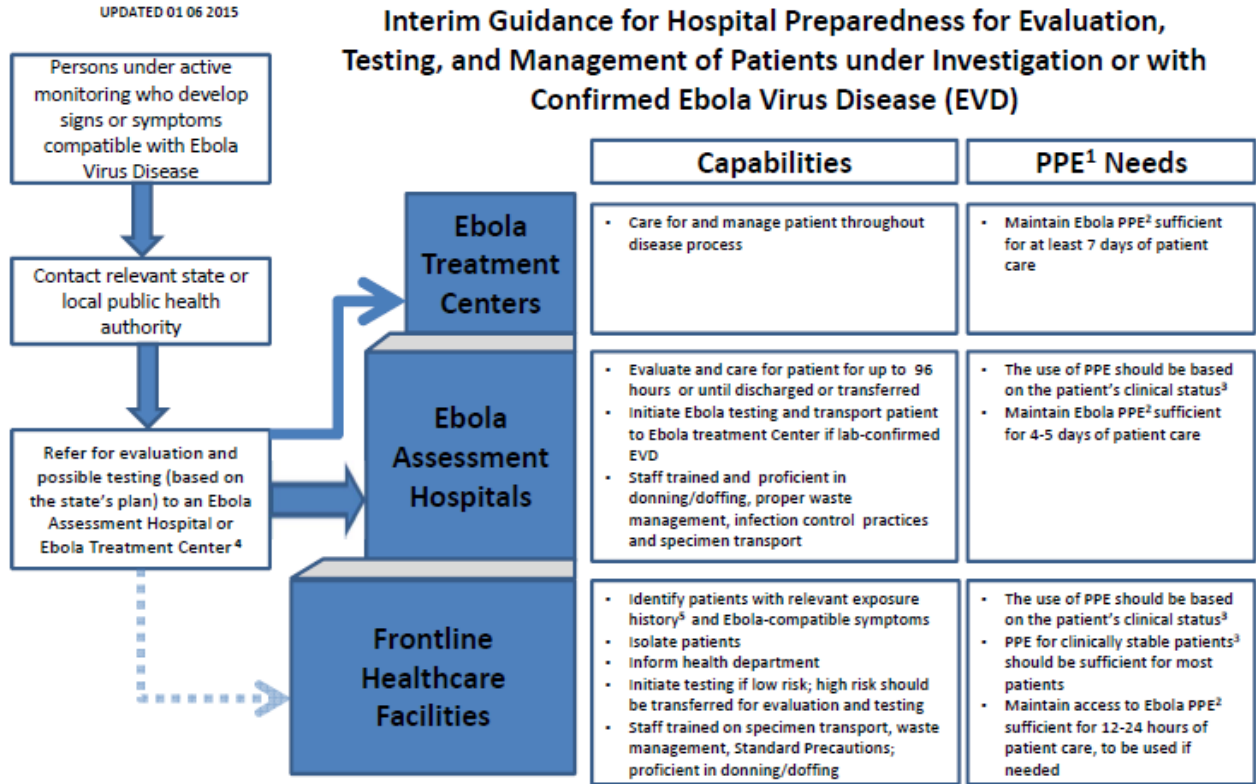 UPDATED 01 06 2015
Interim Guidance for Hospital Preparedness for Evaluation,
Testing, and Management of Patients under Investigation or with
Confirmed Ebola Virus Disease (EVD)
Persons under active
monitoring who develop
signs or symptoms
compatible with Ebola
Virus Disease
Contact relevant state or
local public health
authority
Refer for evaluation and
possible testing (based on
the state's plan) to an Ebola
Assessment Hospital or
Ebola Treatment Center⁴
Capabilities
PPE¹ Needs
Ebola
Treatment
Centers
• Care for and manage patient throughout
disease process
• Maintain Ebola PPE² sufficient
for at least 7 days of patient
care
Ebola
Assessment
Hospitals
• Evaluate and care for patient for up to 96
hours or until discharged or transferred
• Initiate Ebola testing and transport patient
to Ebola treatment Center if lab-confirmed
EVD
• Staff trained and proficient in
donning/doffing, proper waste
management, infection control practices
and specimen transport
• The use of PPE should be based
on the patient's clinical status³
• Maintain Ebola PPE² sufficient
for 4-5 days of patient care
Frontline
Healthcare
Facilities
• Identify patients with relevant exposure
history⁵ and Ebola-compatible symptoms
• Isolate patients
• Inform health department
• Initiate testing if low risk; high risk should
be transferred for evaluation and testing
• Staff trained on specimen transport, waste
management, Standard Precautions;
proficient in donning/doffing
• The use of PPE should be based
on the patient's clinical status³
• PPE for clinically stable patients³
should be sufficient for most
patients
• Maintain access to Ebola PPE²
sufficient for 12-24 hours of
patient care, to be used if
needed